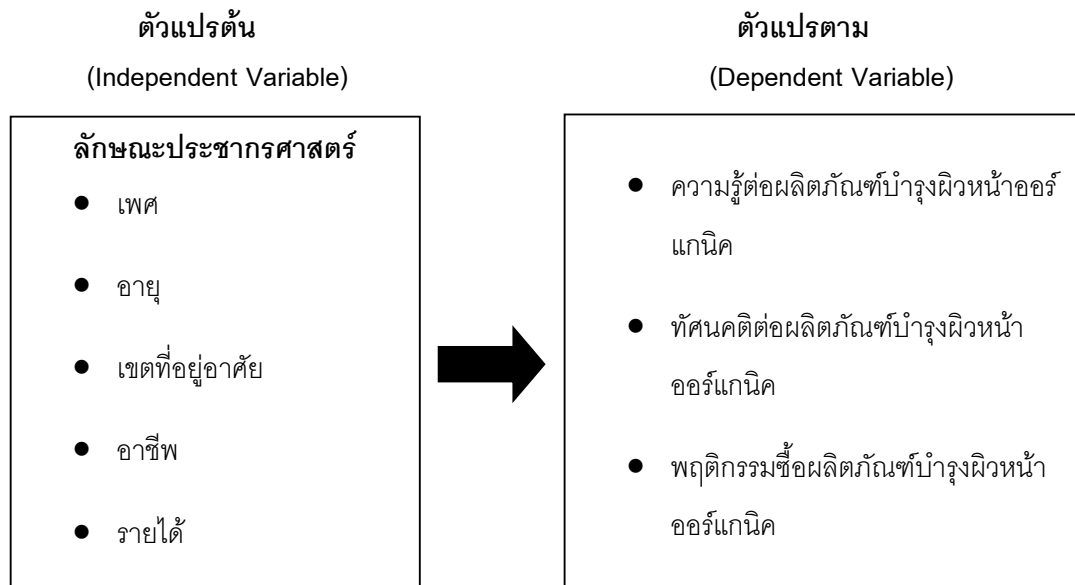 ตัวแปรต้น
(Independent Variable)
ลักษณะประชากรศาสตร์
● เพศ
● อายุ
● เขตที่อยู่อาศัย
● อาชีพ
● รายได้
ตัวแปรตาม
(Dependent Variable)
● ความรู้ต่อผลิตภัณฑ์บำรุงผิวหน้าออร์
แกนิค
● ทัศนคติต่อผลิตภัณฑ์บำรุงผิวหน้า
ออร์แกนิค
● พฤติกรรมซื้อผลิตภัณฑ์บำรุงผิวหน้า
ออร์แกนิค